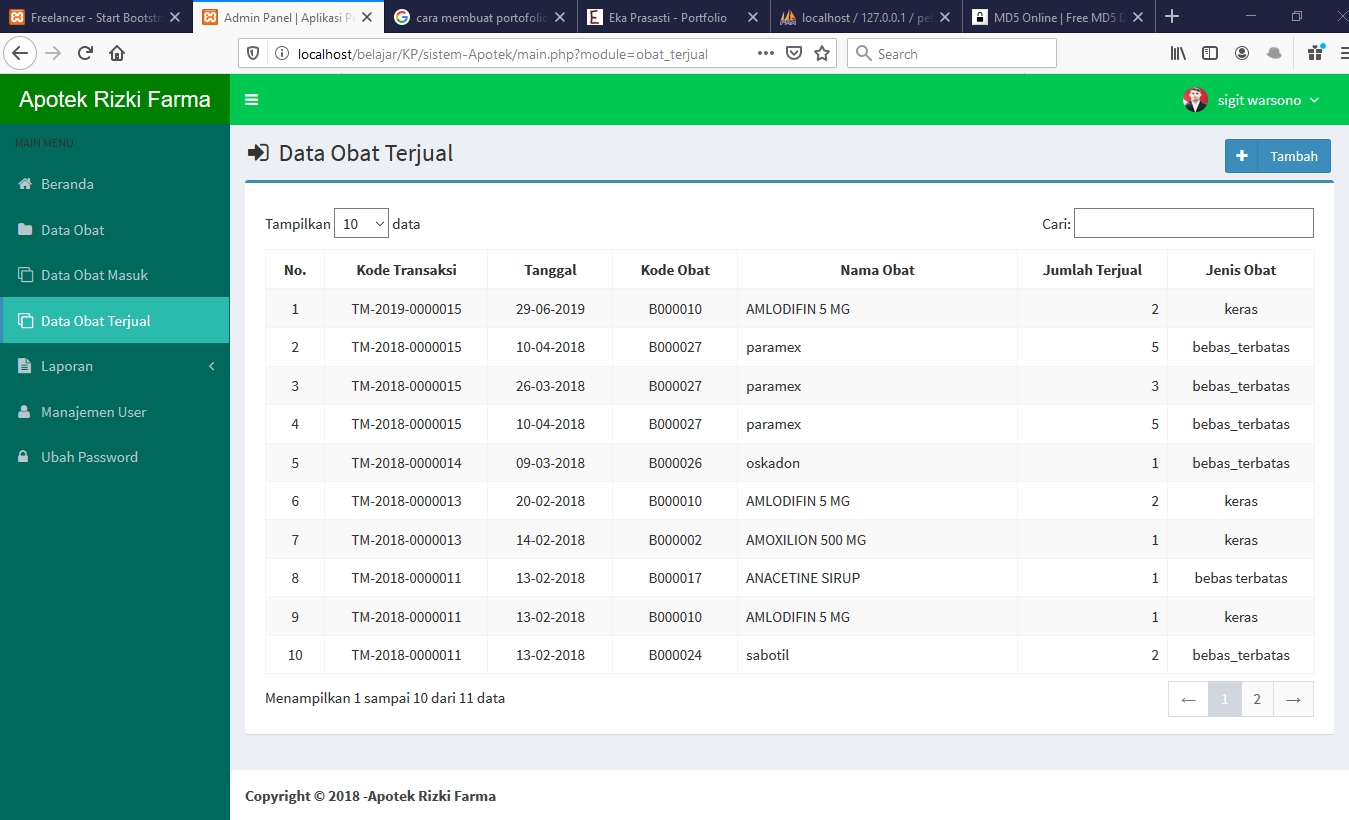 Freelancer - Start Bootstr
Admin Panel | Aplikasi Pe
cara membuat portofolio
Eka Prasasti - Portfolio
localhost / 127.0.0.1 / pe
MD5 Online | Free MD5 D
localhost/belajar/KP/sistem-Apotek/main.php?module=obat_terjual
Search
Apotek Rizki Farma
sigit warsono
MAIN MENU
Beranda
Data Obat
Data Obat Masuk
Data Obat Terjual
Laporan
Manajemen User
Ubah Password
Data Obat Terjual
Tambah
Tampilkan 10 data
Cari:
No. Kode Transaksi Tanggal Kode Obat Nama Obat Jumlah Terjual Jenis Obat
1 TM-2019-0000015 29-06-2019 B000010 AMLODIFIN 5 MG 2 keras
2 TM-2018-0000015 10-04-2018 B000027 paramex 5 bebas_terbatas
3 TM-2018-0000015 26-03-2018 B000027 paramex 3 bebas_terbatas
4 TM-2018-0000015 10-04-2018 B000027 paramex 5 bebas_terbatas
5 TM-2018-0000014 09-03-2018 B000026 oskadon 1 bebas_terbatas
6 TM-2018-0000013 20-02-2018 B000010 AMLODIFIN 5 MG 2 keras
7 TM-2018-0000013 14-02-2018 B000002 AMOXILION 500 MG 1 keras
8 TM-2018-0000011 13-02-2018 B000017 ANACETINE SIRUP 1 bebas terbatas
9 TM-2018-0000011 13-02-2018 B000010 AMLODIFIN 5 MG 1 keras
10 TM-2018-0000011 13-02-2018 B000024 sabotil 2 bebas_terbatas
Menampilkan 1 sampai 10 dari 11 data
← 1 2 →
Copyright © 2018 -Apotek Rizki Farma